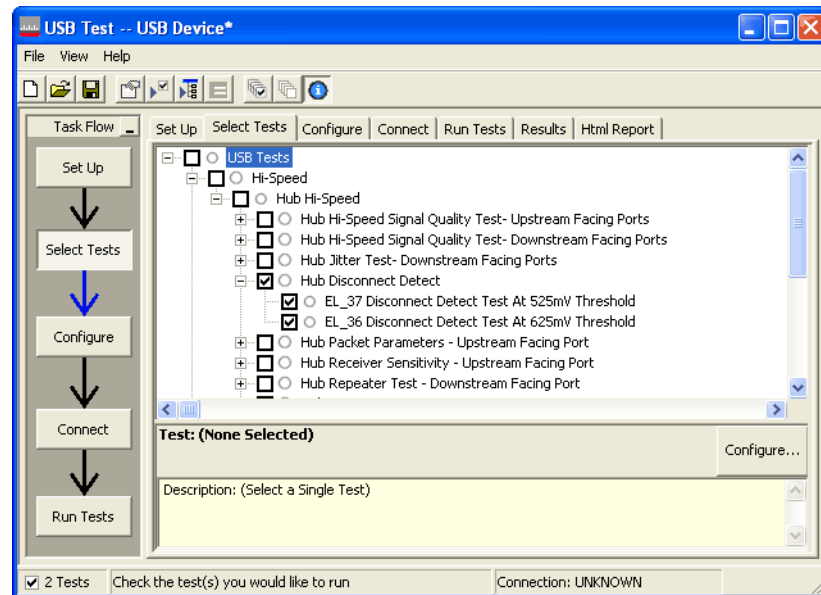 USB Test -- USB Device*
File View Help
Task Flow
Set Up Select Tests Configure Connect Run Tests Results Html Report
Set Up
Select Tests
Configure
Connect
Run Tests
USB Tests
Hi-Speed
Hub Hi-Speed
Hub Hi-Speed Signal Quality Test- Upstream Facing Ports
Hub Hi-Speed Signal Quality Test- Downstream Facing Ports
Hub Jitter Test- Downstream Facing Ports
Hub Disconnect Detect
EL_37 Disconnect Detect Test At 525mV Threshold
EL_36 Disconnect Detect Test At 625mV Threshold
Hub Packet Parameters - Upstream Facing Port
Hub Receiver Sensitivity - Upstream Facing Port
Hub Repeater Test - Downstream Facing Port
Test: (None Selected)
Configure...
Description: (Select a Single Test)
2 Tests Check the test(s) you would like to run Connection: UNKNOWN